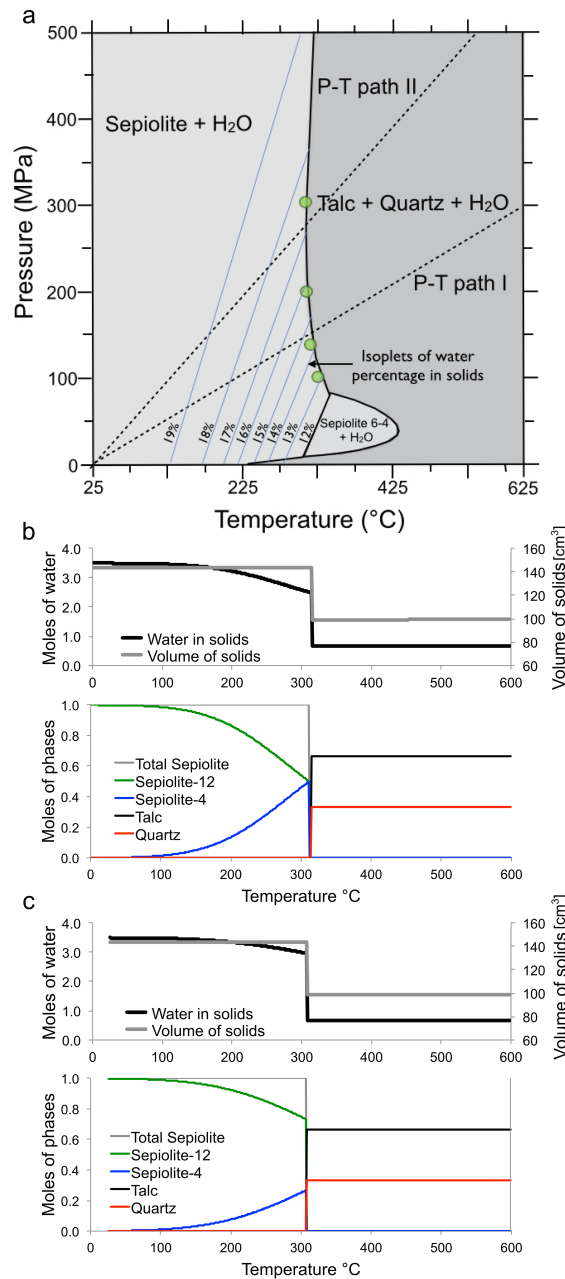 a
500
400
300
200
100
0
Pressure (MPa)
Sepiolite + H2O
P-T path II
Talc + Quartz + H2O
P-T path I
Isoplets of water
percentage in solids
19%
18%
17%
16%
15%
14%
13%
12%
Sepiolite 6-4
+ H2O
25
225
425
625
Temperature (°C)
b
4.0
3.0
2.0
1.0
0.0
Moles of water
Water in solids
Volume of solids
160
140
120
100
80
60
Volume of solids [cm3]
0
100
200
300
400
500
600
1.0
0.8
0.6
0.4
0.2
0.0
Moles of phases
Total Sepiolite
Sepiolite-12
Sepiolite-4
Talc
Quartz
0
100
200
300
400
500
600
Temperature °C
c
4.0
3.0
2.0
1.0
0.0
Moles of water
Water in solids
Volume of solids
160
140
120
100
80
60
Volume of solids [cm3]
0
100
200
300
400
500
600
1.0
0.8
0.6
0.4
0.2
0.0
Moles of phases
Total Sepiolite
Sepiolite-12
Sepiolite-4
Talc
Quartz
0
100
200
300
400
500
600
Temperature °C